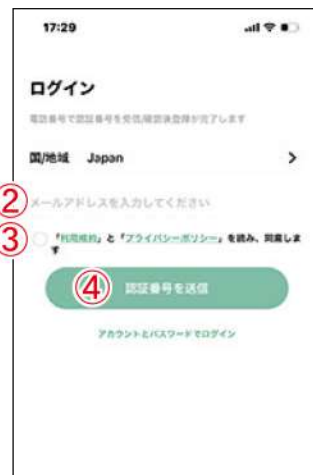 17:29
ログイン
電話番号で認証番号を受信/確認後登録が完了します
国/地域 Japan >
② メールアドレスを入力してください
③ 「利用規約」と「プライバシーポリシー」を読み、同意しま
す
④ 認証番号を送信
アカウントとパスワードでログイン